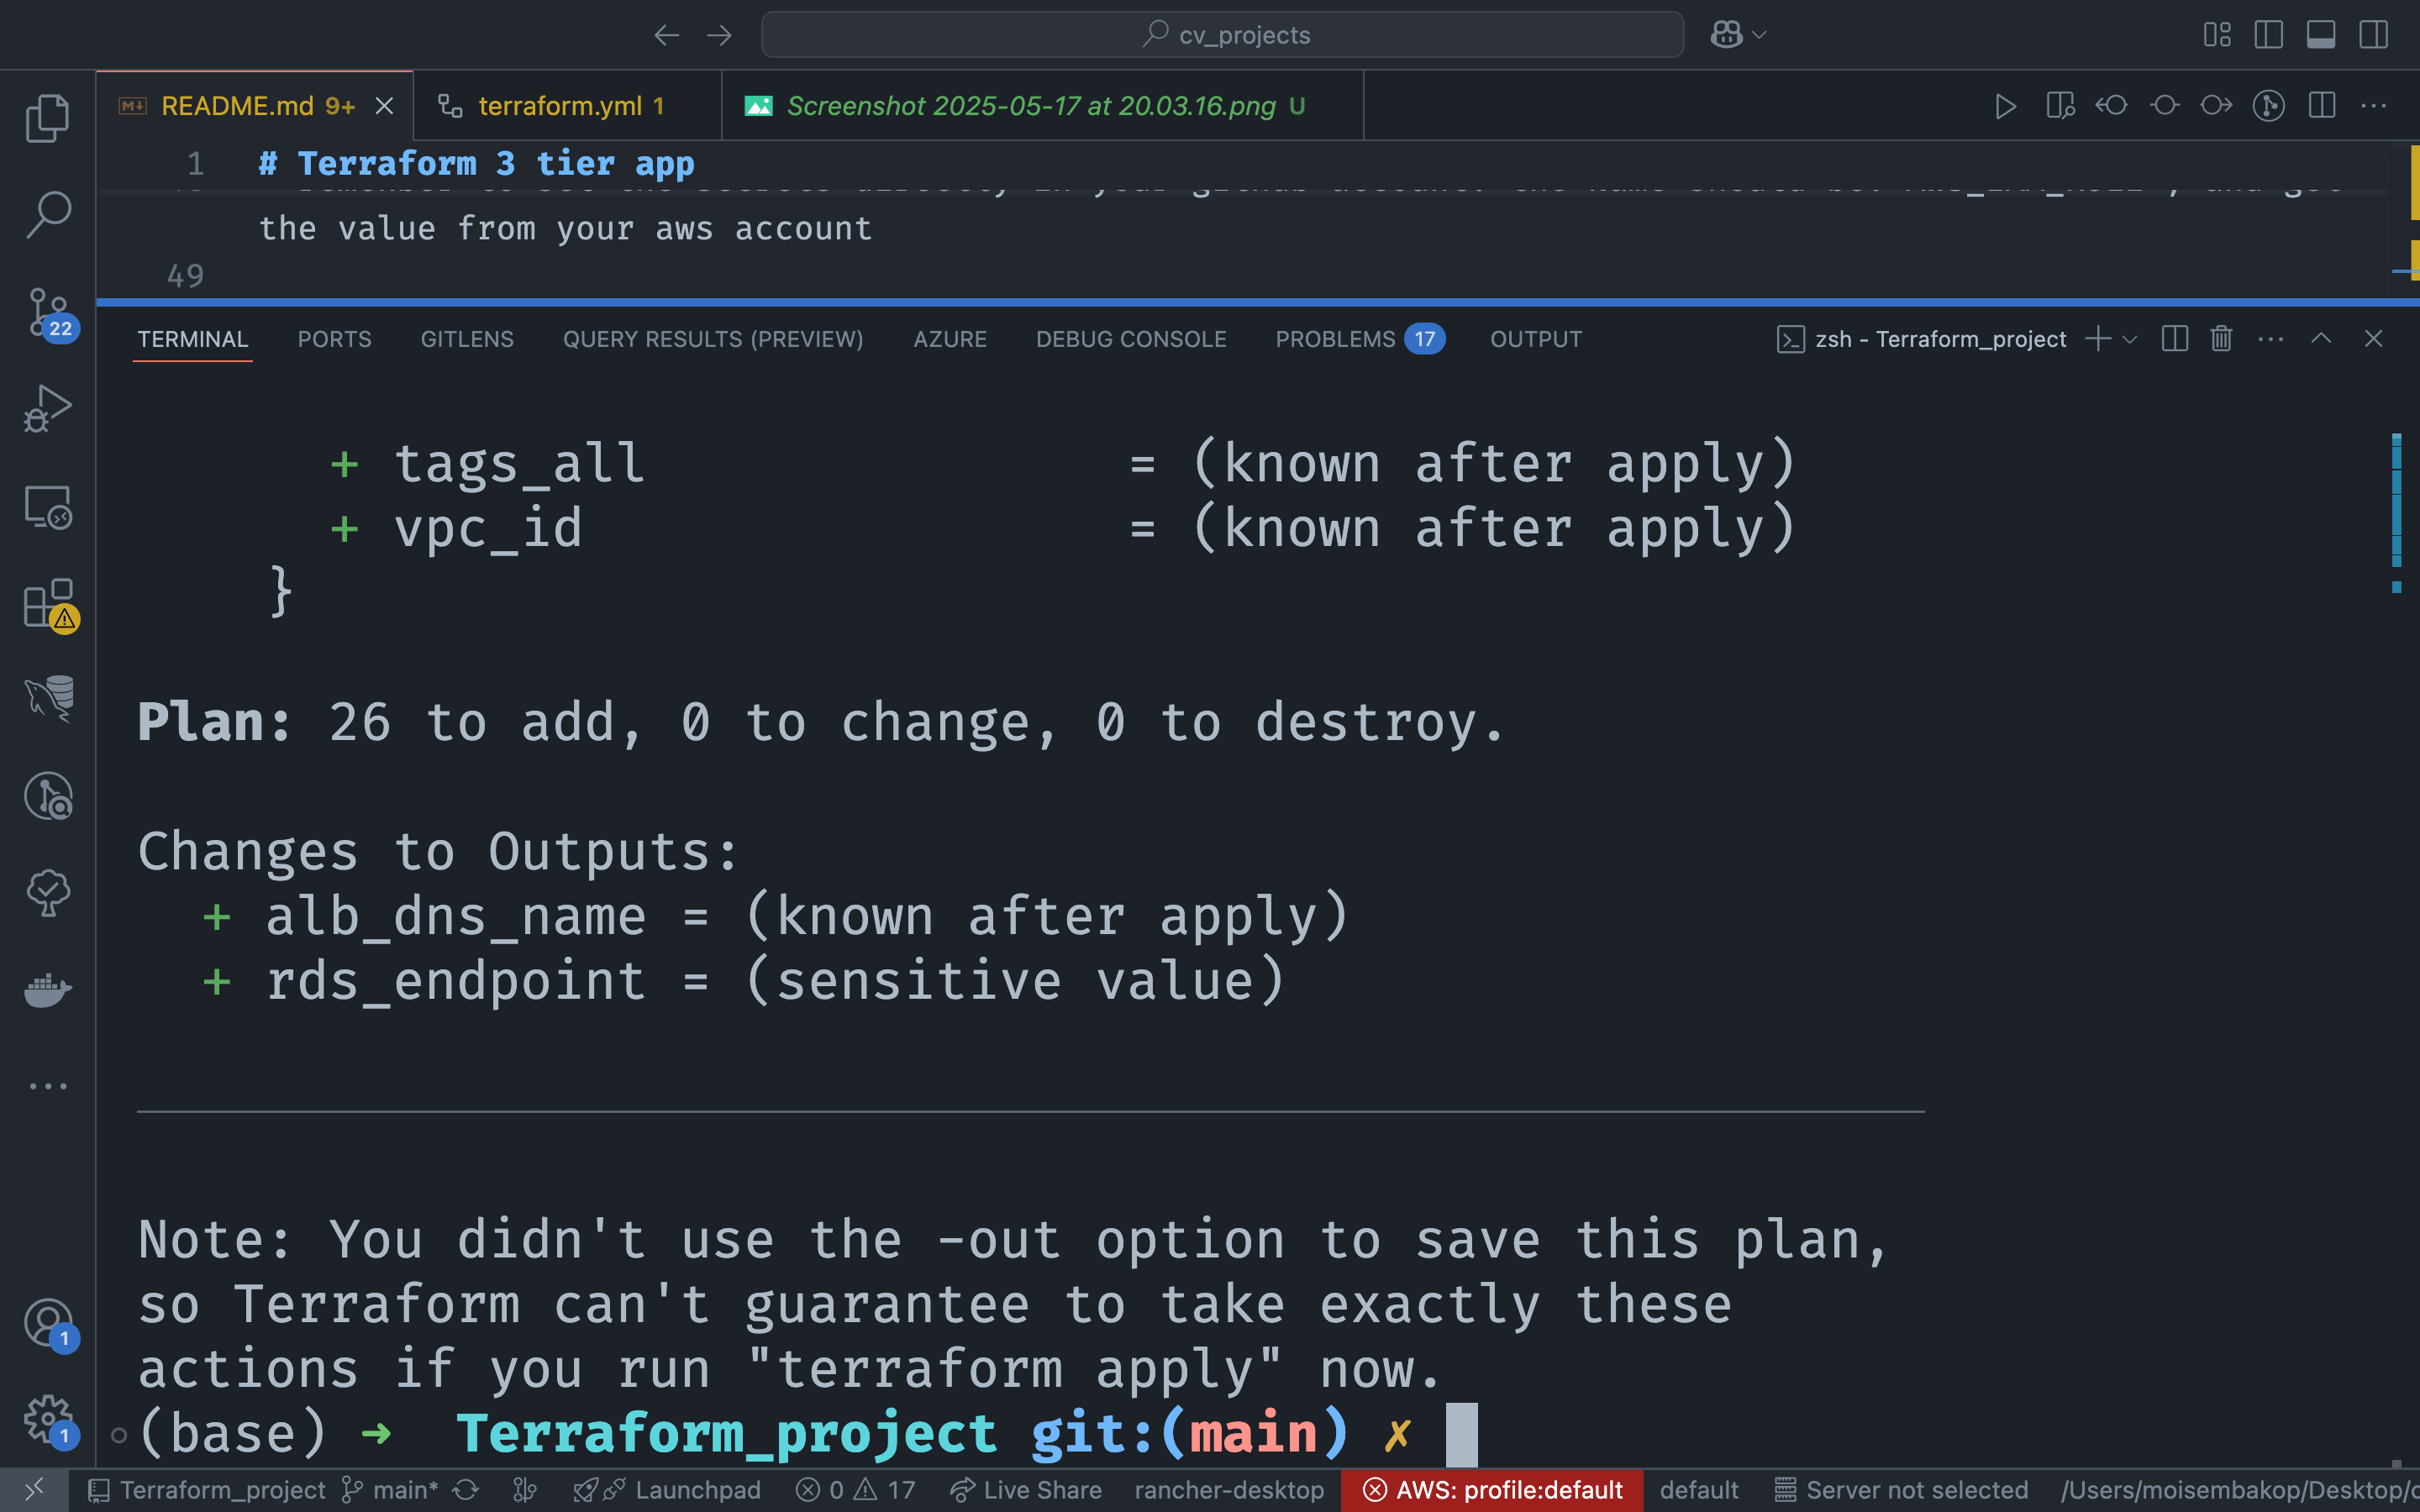 cv_projects
README.md 9+
terraform.yml 1
Screenshot 2025-05-17 at 20.03.16.png U
1 # Terraform 3 tier app
the value from your aws account
49
22
TERMINAL PORTS GITLENS QUERY RESULTS (PREVIEW) AZURE DEBUG CONSOLE PROBLEMS 17 OUTPUT zsh - Terraform_project
+ tags_all = (known after apply)
+ vpc_id = (known after apply)
}
Plan: 26 to add, 0 to change, 0 to destroy.
Changes to Outputs:
+ alb_dns_name = (known after apply)
+ rds_endpoint = (sensitive value)
Note: You didn't use the -out option to save this plan,
so Terraform can't guarantee to take exactly these
actions if you run "terraform apply" now.
(base) ➜ Terraform_project git:(main) ✗
1
1
Terraform_project main* Launchpad 0 17 Live Share rancher-desktop AWS: profile:default default Server not selected /Users/moisembakop/Desktop/